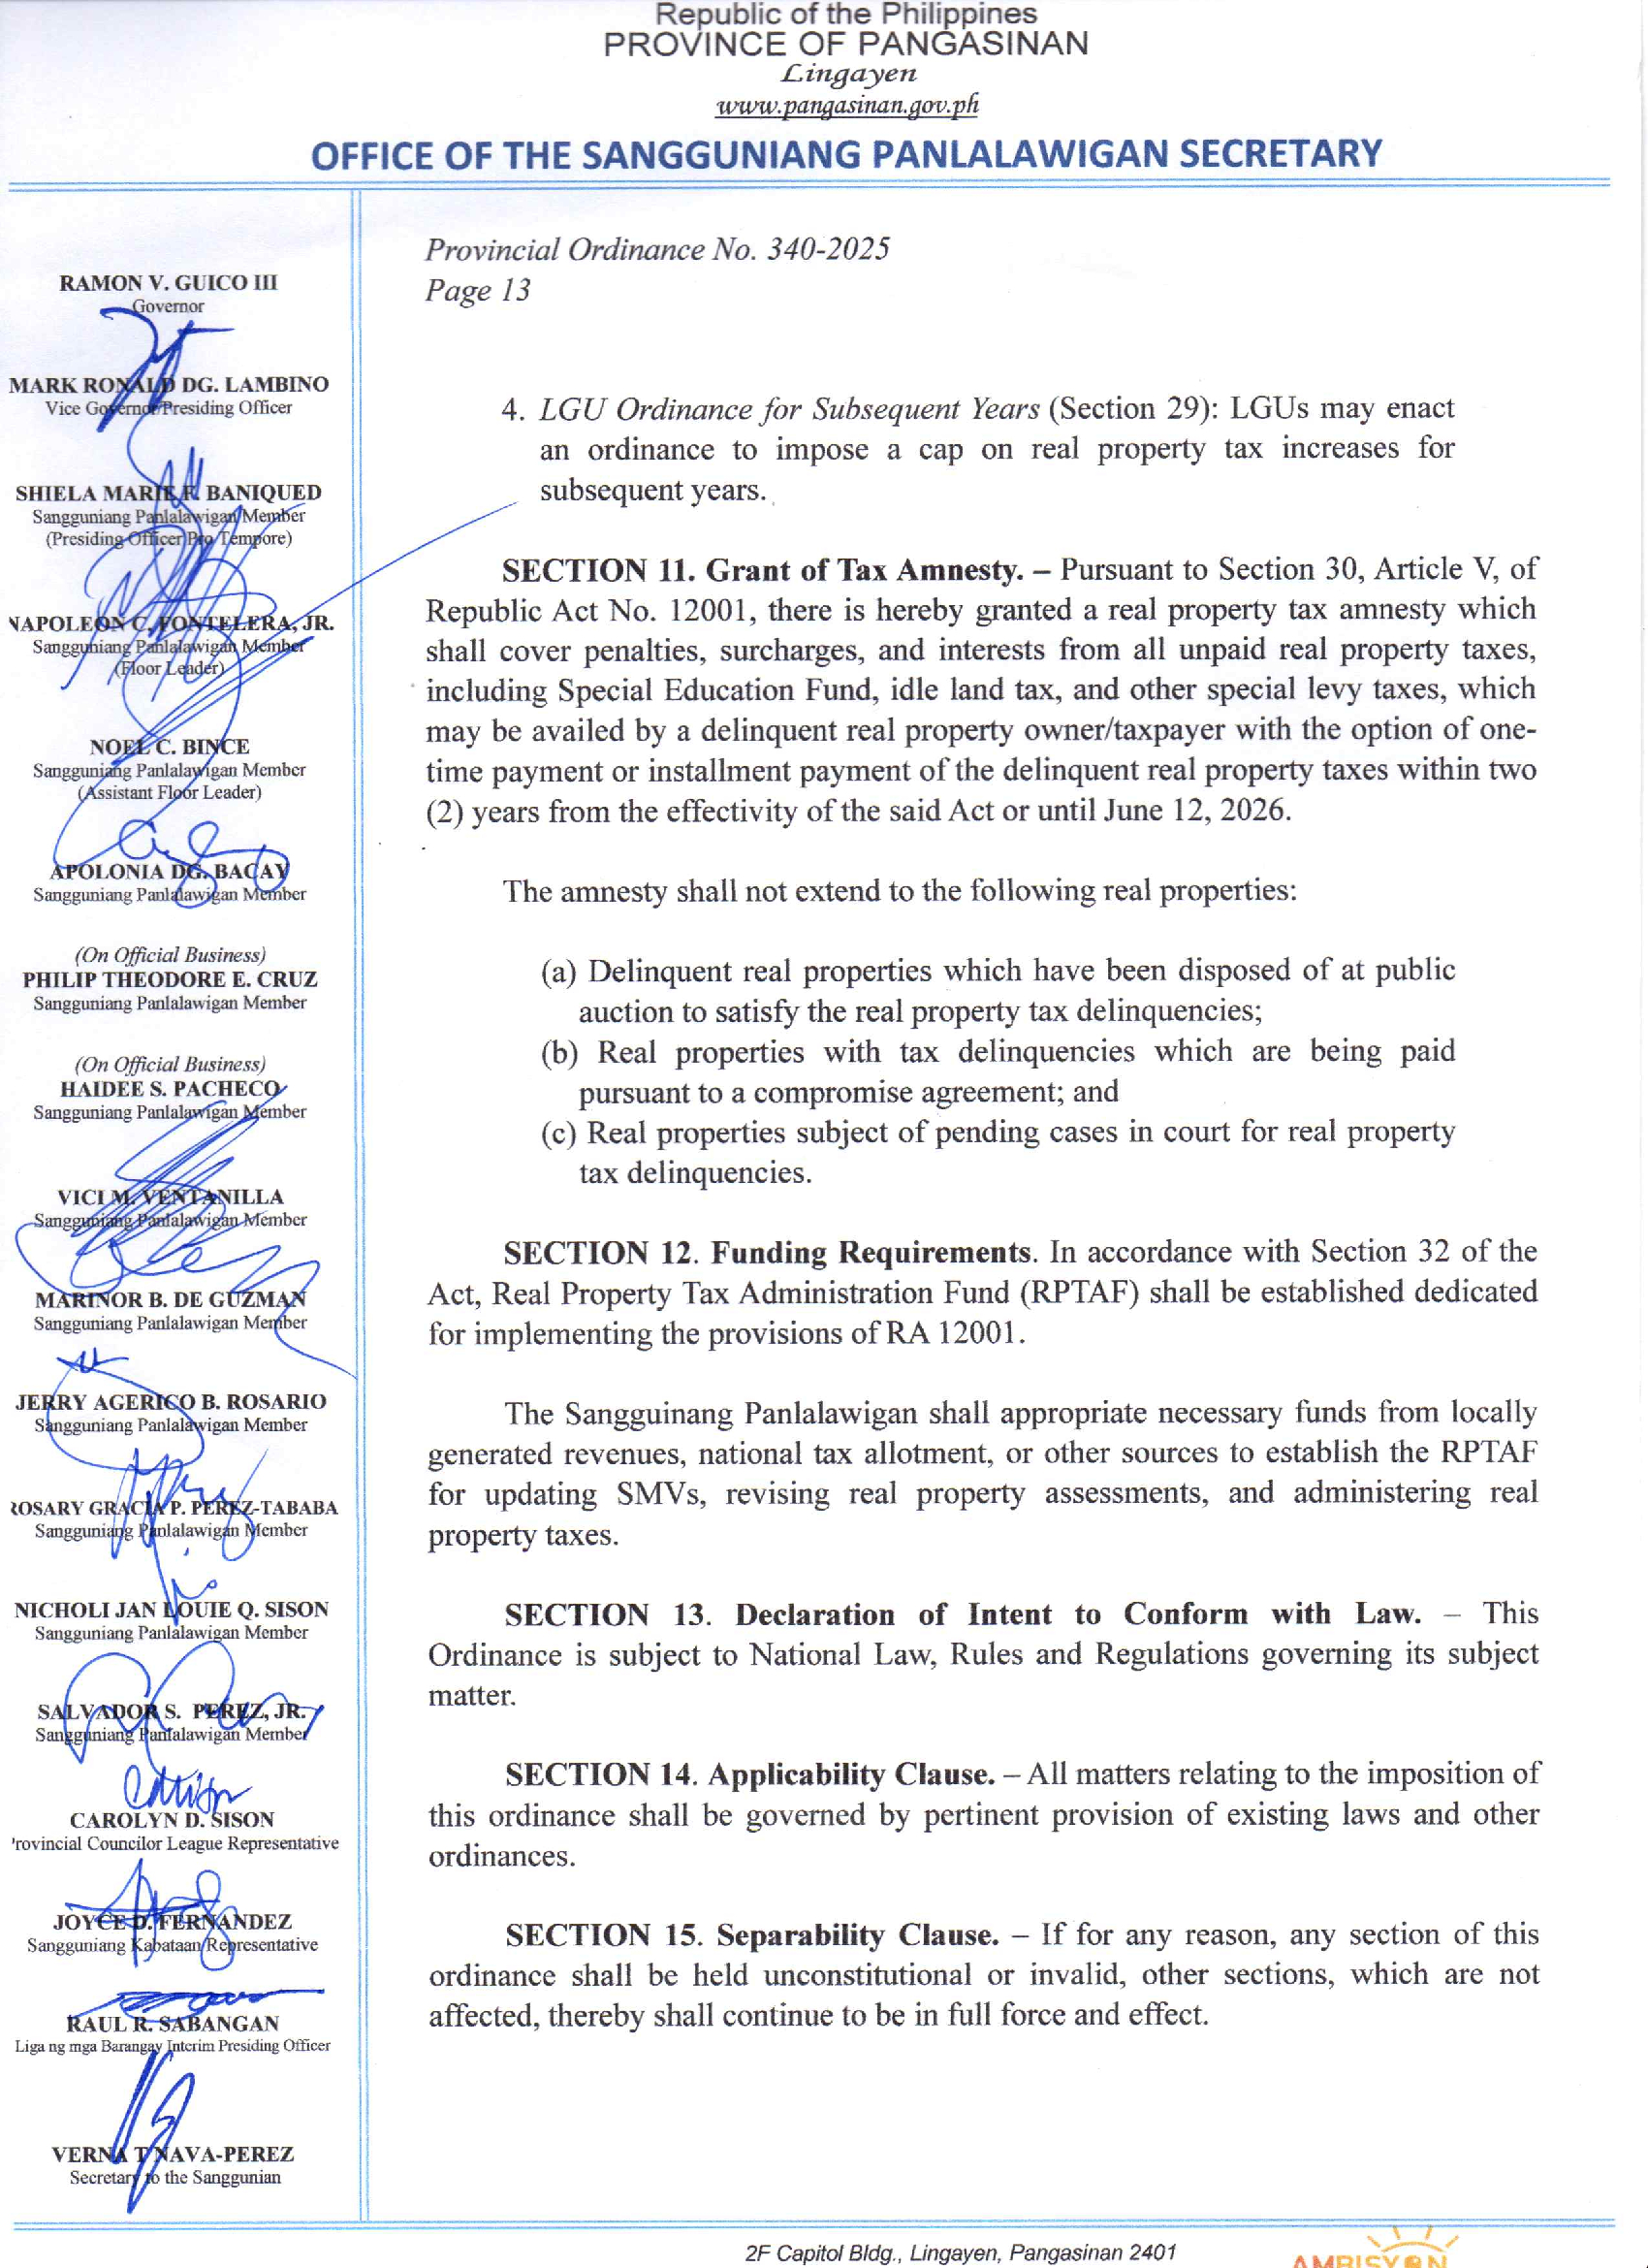 Republic of the Philippines
PROVINCE OF PANGASINAN
Lingayen
www.pangasinan.gov.ph
OFFICE OF THE SANGGUNIANG PANLALAWIGAN SECRETARY
RAMON V. GUICO III
Governor
MARK RONALD DG. LAMBINO
Vice Governor/Presiding Officer
SHIELA MARIE F. BANIQUED
Sangguniang Panlalawigan Member
(Presiding Officer Pro Tempore)
NAPOLEON C. FONTELERA, JR.
Sangguniang Panlalawigan Member
(Floor Leader)
NOEL C. BINCE
Sangguniang Panlalawigan Member
(Assistant Floor Leader)
APOLONIA DG. BACAY
Sangguniang Panlalawigan Member
(On Official Business)
PHILIP THEODORE E. CRUZ
Sangguniang Panlalawigan Member
(On Official Business)
HAIDEE S. PACHECO
Sangguniang Panlalawigan Member
VICI M. VENTANILLA
Sangguniang Panlalawigan Member
MARINOR B. DE GUZMAN
Sangguniang Panlalawigan Member
JERRY AGERICO B. ROSARIO
Sangguniang Panlalawigan Member
ROSARY GRACIA P. PEREZ-TABABA
Sangguniang Panlalawigan Member
NICHOLI JAN LOUIE Q. SISON
Sangguniang Panlalawigan Member
SALVADOR S. PEREZ, JR.
Sangguniang Panlalawigan Member
CAROLYN D. SISON
Provincial Councilor League Representative
JOYCE D. FERNANDEZ
Sangguniang Kabataan Representative
RAUL R. SABANGAN
Liga ng mga Barangay Interim Presiding Officer
VERNA T NAVA-PEREZ
Secretary to the Sanggunian
Provincial Ordinance No. 340-2025
Page 13
4. LGU Ordinance for Subsequent Years (Section 29): LGUs may enact
an ordinance to impose a cap on real property tax increases for
subsequent years.
SECTION 11. Grant of Tax Amnesty. – Pursuant to Section 30, Article V, of
Republic Act No. 12001, there is hereby granted a real property tax amnesty which
shall cover penalties, surcharges, and interests from all unpaid real property taxes,
including Special Education Fund, idle land tax, and other special levy taxes, which
may be availed by a delinquent real property owner/taxpayer with the option of one-
time payment or installment payment of the delinquent real property taxes within two
(2) years from the effectivity of the said Act or until June 12, 2026.
The amnesty shall not extend to the following real properties:
(a) Delinquent real properties which have been disposed of at public
auction to satisfy the real property tax delinquencies;
(b) Real properties with tax delinquencies which are being paid
pursuant to a compromise agreement; and
(c) Real properties subject of pending cases in court for real property
tax delinquencies.
SECTION 12. Funding Requirements. In accordance with Section 32 of the
Act, Real Property Tax Administration Fund (RPTAF) shall be established dedicated
for implementing the provisions of RA 12001.
The Sangguinang Panlalawigan shall appropriate necessary funds from locally
generated revenues, national tax allotment, or other sources to establish the RPTAF
for updating SMVs, revising real property assessments, and administering real
property taxes.
SECTION 13. Declaration of Intent to Conform with Law. – This
Ordinance is subject to National Law, Rules and Regulations governing its subject
matter.
SECTION 14. Applicability Clause. – All matters relating to the imposition of
this ordinance shall be governed by pertinent provision of existing laws and other
ordinances.
SECTION 15. Separability Clause. – If for any reason, any section of this
ordinance shall be held unconstitutional or invalid, other sections, which are not
affected, thereby shall continue to be in full force and effect.
2F Capitol Bldg., Lingayen, Pangasinan 2401
AMBISYON